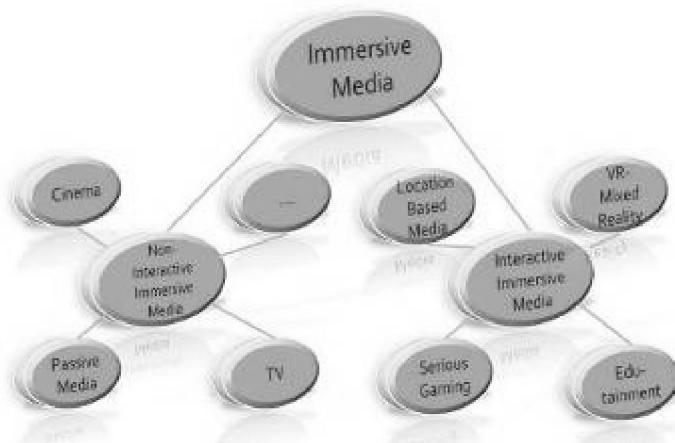 Immersive
Media
Cinema
...
Location
Based
Media
VR-
Mixed
Reality
Non-
Interactive
Immersive
Media
Interactive
Immersive
Media
Passive
Media
TV
Serious
Gaming
Edu-
tainment